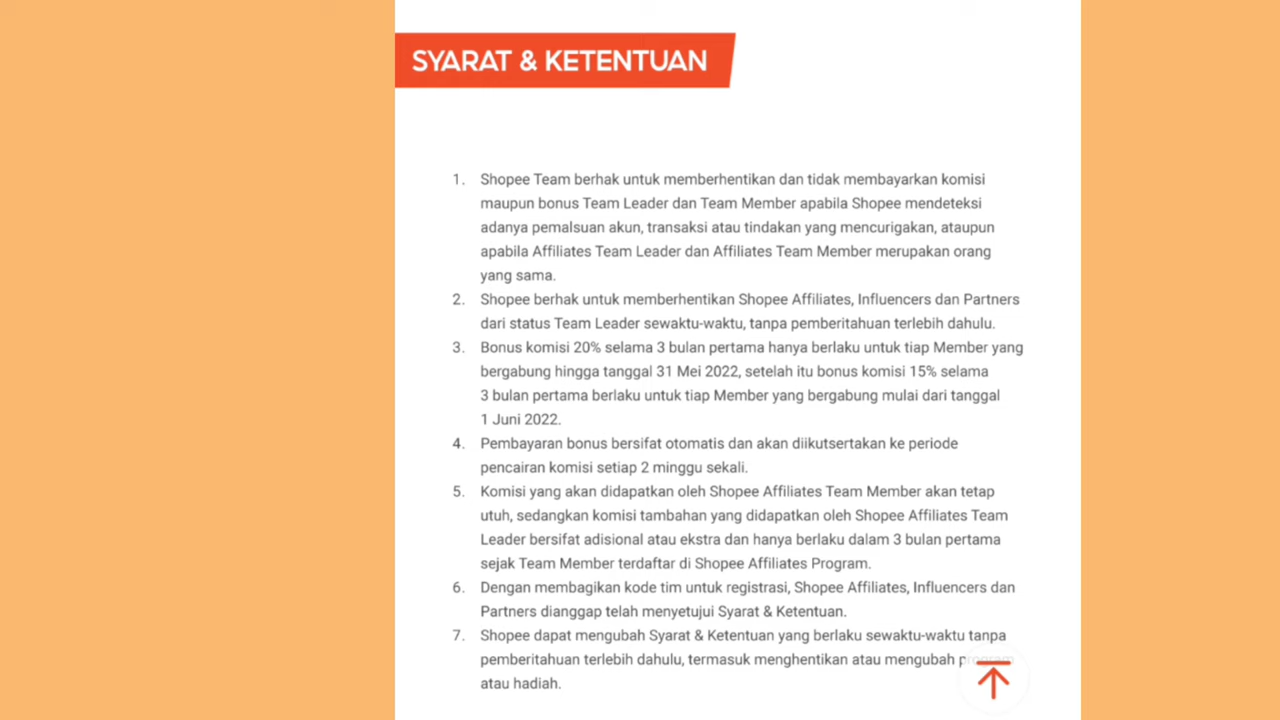 SYARAT & KETENTUAN
1. Shopee Team berhak untuk memberhentikan dan tidak membayarkan komisi
maupun bonus Team Leader dan Team Member apabila Shopee mendeteksi
adanya pemalsuan akun, transaksi atau tindakan yang mencurigakan, ataupun
apabila Affiliates Team Leader dan Affiliates Team Member merupakan orang
yang sama.
2. Shopee berhak untuk memberhentikan Shopee Affiliates, Influencers dan Partners
dari status Team Leader sewaktu-waktu, tanpa pemberitahuan terlebih dahulu.
3. Bonus komisi 20% selama 3 bulan pertama hanya berlaku untuk tiap Member yang
bergabung hingga tanggal 31 Mei 2022, setelah itu bonus komisi 15% selama
3 bulan pertama berlaku untuk tiap Member yang bergabung mulai dari tanggal
1 Juni 2022.
4. Pembayaran bonus bersifat otomatis dan akan diikutsertakan ke periode
pencairan komisi setiap 2 minggu sekali.
5. Komisi yang akan didapatkan oleh Shopee Affiliates Team Member akan tetap
utuh, sedangkan komisi tambahan yang didapatkan oleh Shopee Affiliates Team
Leader bersifat adisional atau ekstra dan hanya berlaku dalam 3 bulan pertama
sejak Team Member terdaftar di Shopee Affiliates Program.
6. Dengan membagikan kode tim untuk registrasi, Shopee Affiliates, Influencers dan
Partners dianggap telah menyetujui Syarat & Ketentuan.
7. Shopee dapat mengubah Syarat & Ketentuan yang berlaku sewaktu-waktu tanpa
pemberitahuan terlebih dahulu, termasuk menghentikan atau mengubah program
atau hadiah.